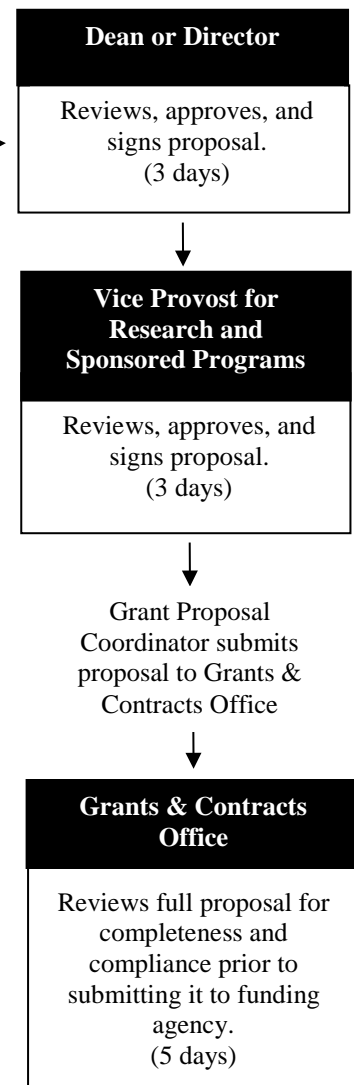 Dean or Director
Reviews, approves, and
signs proposal.
(3 days)
Vice Provost for
Research and
Sponsored Programs
Reviews, approves, and
signs proposal.
(3 days)
Grant Proposal
Coordinator submits
proposal to Grants &
Contracts Office
Grants & Contracts
Office
Reviews full proposal for
completeness and
compliance prior to
submitting it to funding
agency.
(5 days)